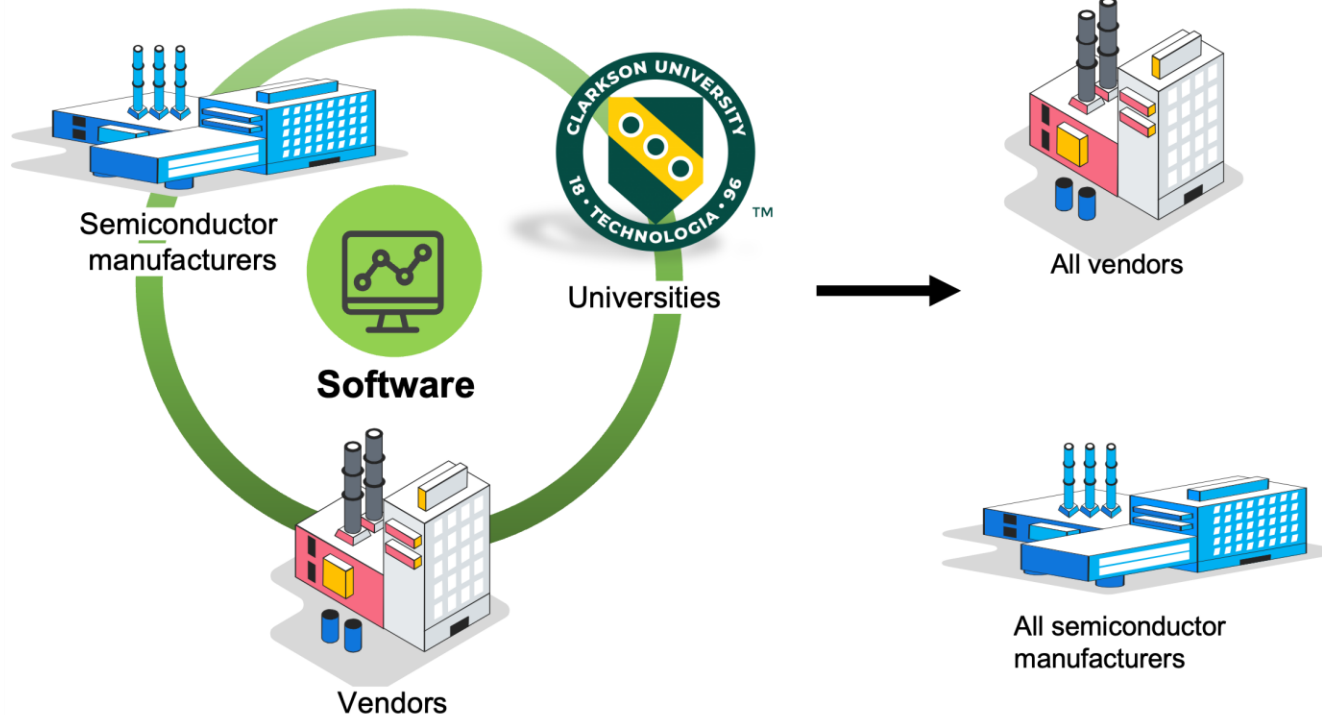 CLARKSON UNIVERSITY
18 • TECHNOLOGIA • 96
TM
Semiconductor
manufacturers
Universities
Software
Vendors
All vendors
All semiconductor
manufacturers